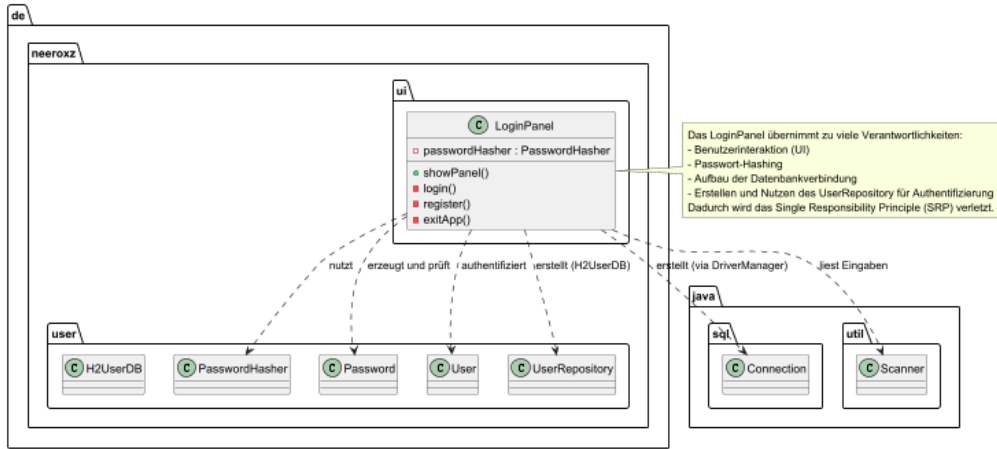 de
neeroxz
ui
C LoginPanel
passwordHasher : PasswordHasher
showPanel()
login()
register()
exitApp()
Das LoginPanel übernimmt zu viele Verantwortlichkeiten:
- Benutzerinteraktion (UI)
- Passwort-Hashing
- Aufbau der Datenbankverbindung
- Erstellen und Nutzen des UserRepository für Authentifizierung
Dadurch wird das Single Responsibility Principle (SRP) verletzt.
nutzt
erzeugt und prüft
authentifiziert
erstellt (H2UserDB)
erstellt (via DriverManager)
liest Eingaben
user
C H2UserDB
C PasswordHasher
C Password
C User
C UserRepository
java
sql
C Connection
util
C Scanner